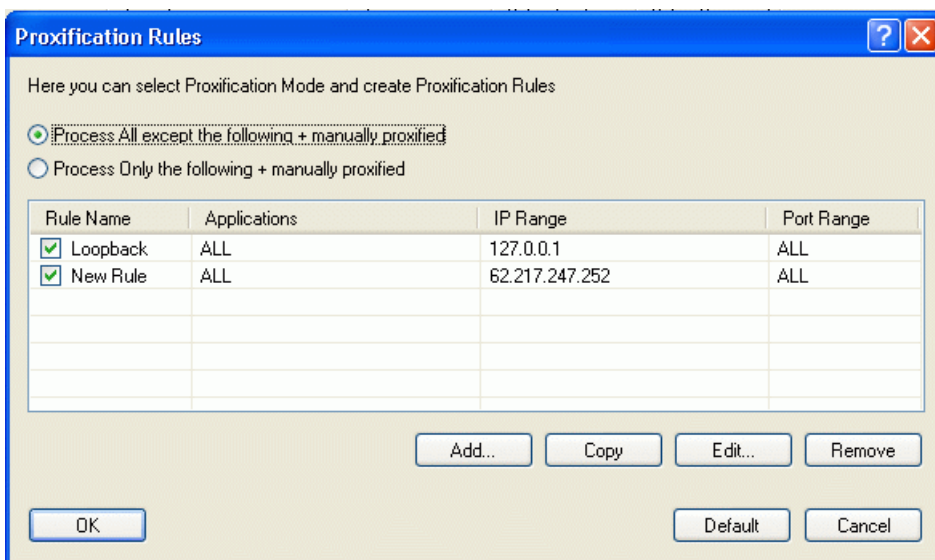 Proxification Rules
Here you can select Proxification Mode and create Proxification Rules
Process All except the following + manually proxified
Process Only the following + manually proxified
Rule Name Applications IP Range Port Range
Loopback ALL 127.0.0.1 ALL
New Rule ALL 62.217.247.252 ALL
Add... Copy Edit... Remove
OK Default Cancel